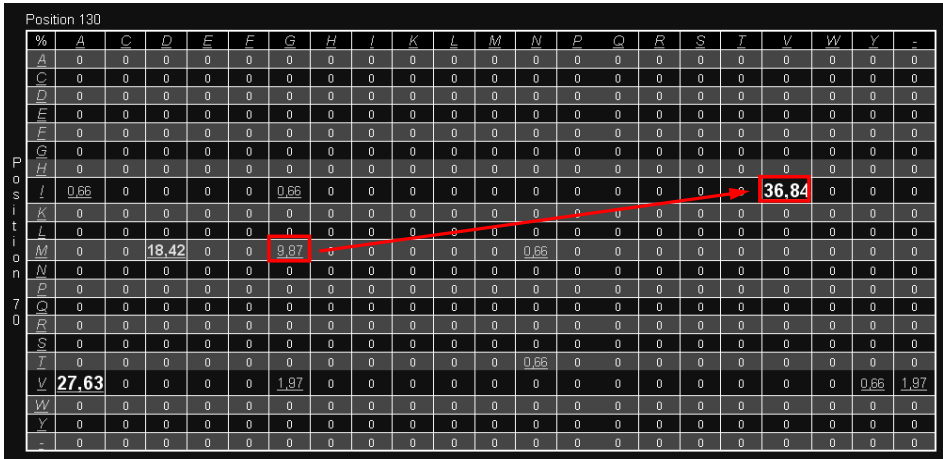 Position 130
% A C D E F G H I K L M N P Q R S T V W Y -
Position 70
A 0 0 0 0 0 0 0 0 0 0 0 0 0 0 0 0 0 0 0 0 0
C 0 0 0 0 0 0 0 0 0 0 0 0 0 0 0 0 0 0 0 0 0
D 0 0 0 0 0 0 0 0 0 0 0 0 0 0 0 0 0 0 0 0 0
E 0 0 0 0 0 0 0 0 0 0 0 0 0 0 0 0 0 0 0 0 0
F 0 0 0 0 0 0 0 0 0 0 0 0 0 0 0 0 0 0 0 0 0
G 0 0 0 0 0 0 0 0 0 0 0 0 0 0 0 0 0 0 0 0 0
H 0 0 0 0 0 0 0 0 0 0 0 0 0 0 0 0 0 0 0 0 0
I 0,66 0 0 0 0 0,66 0 0 0 0 0 0 0 0 0 0 0 36,84 0 0 0
K 0 0 0 0 0 0 0 0 0 0 0 0 0 0 0 0 0 0 0 0 0
L 0 0 0 0 0 0 0 0 0 0 0 0 0 0 0 0 0 0 0 0 0
M 0 0 18,42 0 0 9,87 0 0 0 0 0 0,66 0 0 0 0 0 0 0 0 0
N 0 0 0 0 0 0 0 0 0 0 0 0 0 0 0 0 0 0 0 0 0
P 0 0 0 0 0 0 0 0 0 0 0 0 0 0 0 0 0 0 0 0 0
Q 0 0 0 0 0 0 0 0 0 0 0 0 0 0 0 0 0 0 0 0 0
R 0 0 0 0 0 0 0 0 0 0 0 0 0 0 0 0 0 0 0 0 0
S 0 0 0 0 0 0 0 0 0 0 0 0 0 0 0 0 0 0 0 0 0
T 0 0 0 0 0 0 0 0 0 0 0 0,66 0 0 0 0 0 0 0 0 0
V 27,63 0 0 0 0 1,97 0 0 0 0 0 0 0 0 0 0 0 0 0 0,66 1,97
W 0 0 0 0 0 0 0 0 0 0 0 0 0 0 0 0 0 0 0 0 0
Y 0 0 0 0 0 0 0 0 0 0 0 0 0 0 0 0 0 0 0 0 0
- 0 0 0 0 0 0 0 0 0 0 0 0 0 0 0 0 0 0 0 0 0